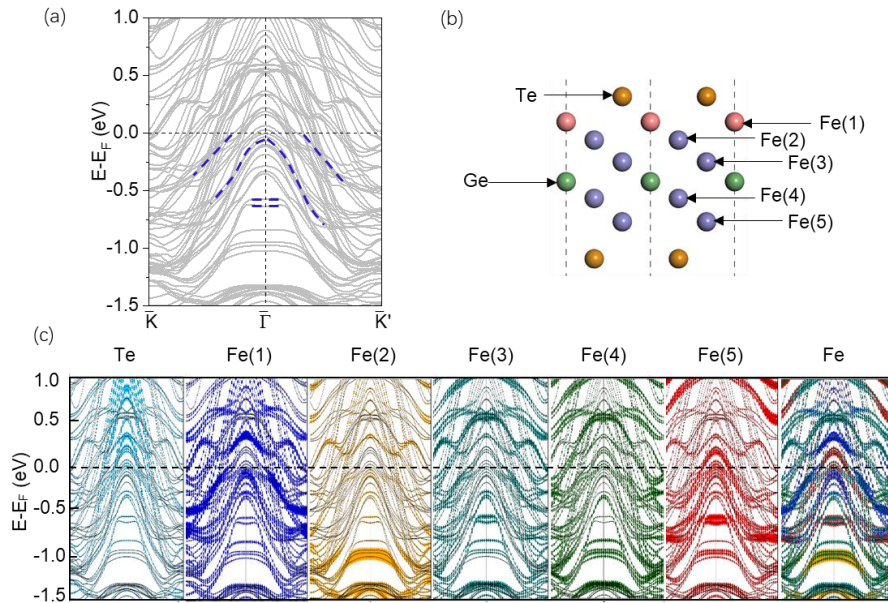 (a)
E-E_F (eV)
1.0
0.5
0.0
-0.5
-1.0
-1.5
K̅ Γ̅ K̅'
(b)
Te
Fe(1)
Fe(2)
Fe(3)
Ge
Fe(4)
Fe(5)
(c)
Te Fe(1) Fe(2) Fe(3) Fe(4) Fe(5) Fe
E-E_F (eV)
1.0
0.5
0.0
-0.5
-1.0
-1.5